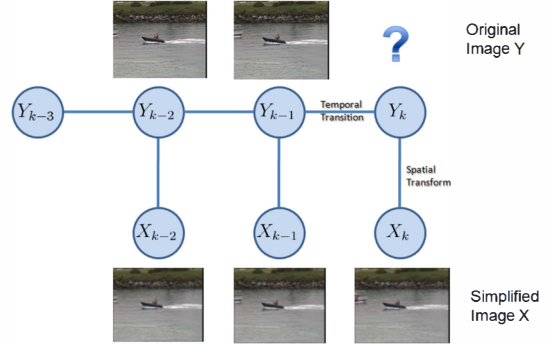 Original
Image Y
?
Y_{k-3} Y_{k-2} Y_{k-1} Temporal
Transition Y_k
Spatial
Transform
X_{k-2} X_{k-1} X_k
Simplified
Image X